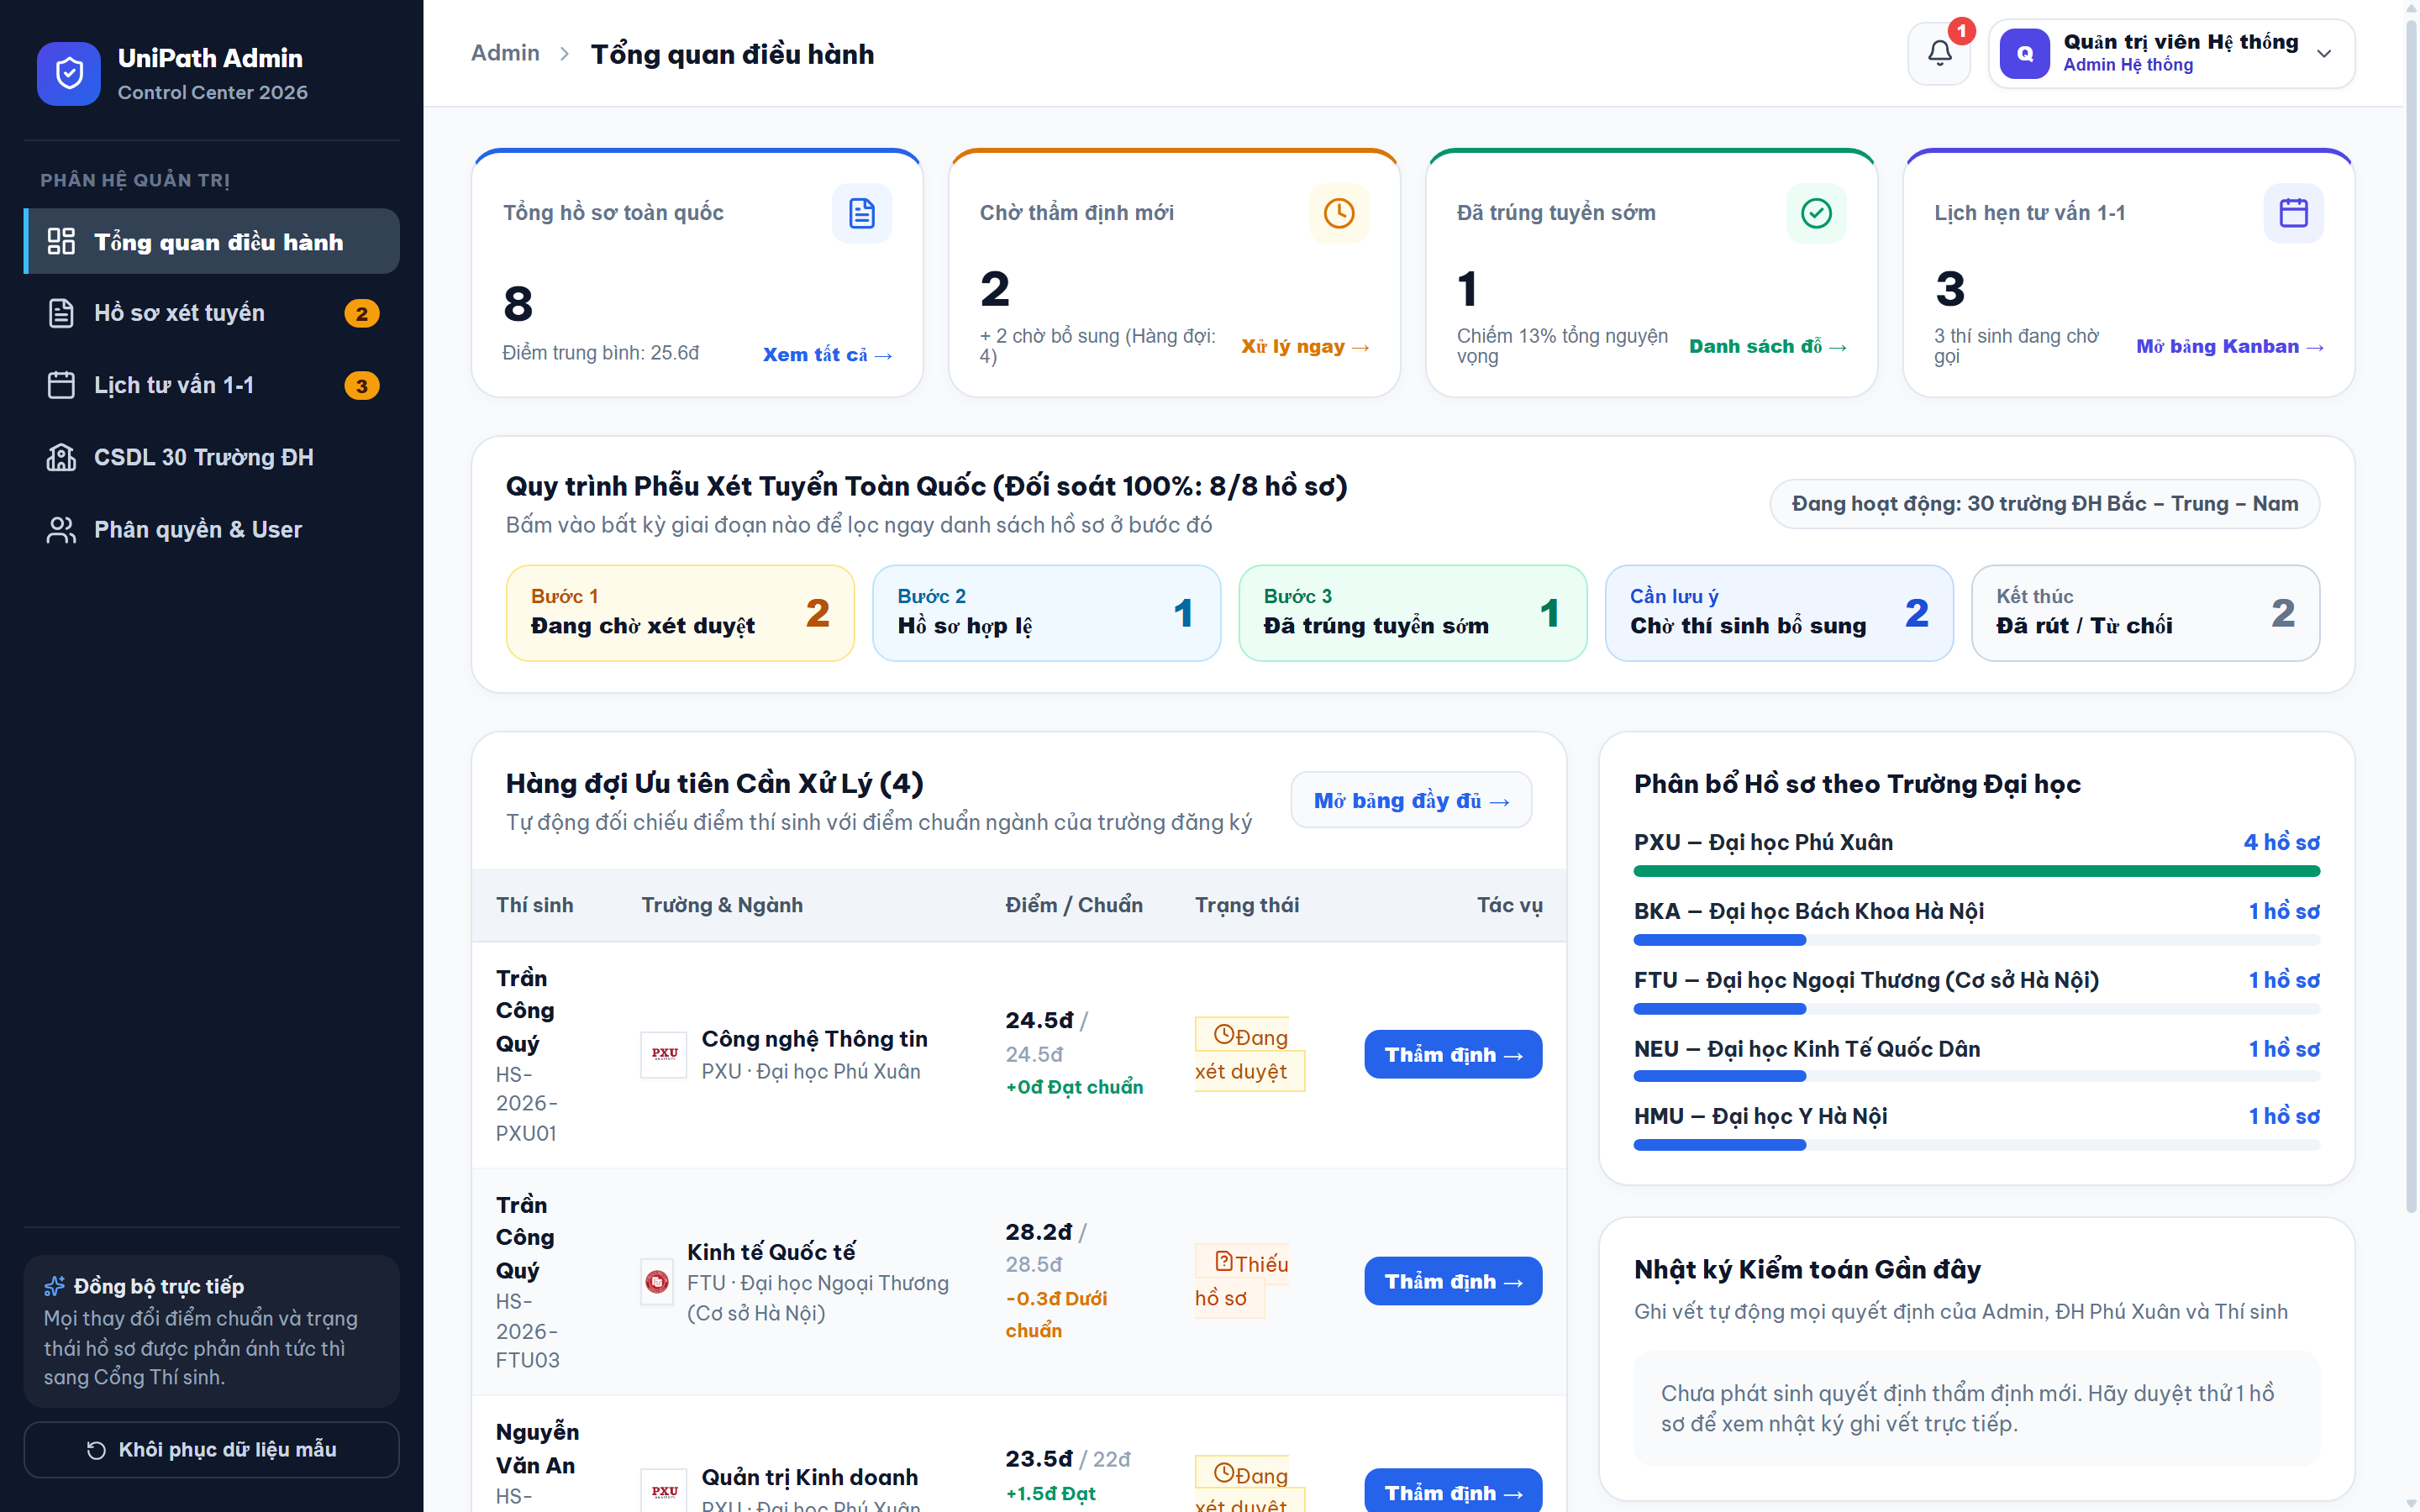 UniPath Admin
Control Center 2026
PHÂN HỆ QUẢN TRỊ
Tổng quan điều hành
Hồ sơ xét tuyển
2
Lịch tư vấn 1-1
3
CSDL 30 Trường ĐH
Phân quyền & User
Đồng bộ trực tiếp
Mọi thay đổi điểm chuẩn và trạng
thái hồ sơ được phản ánh tức thì
sang Cổng Thí sinh.
Khôi phục dữ liệu mẫu
Admin
Tổng quan điều hành
1
Q
Quản trị viên Hệ thống
Admin Hệ thống
Tổng hồ sơ toàn quốc
8
Điểm trung bình: 25.6đ
Xem tất cả →
Chờ thẩm định mới
2
+ 2 chờ bổ sung (Hàng đợi:
4)
Xử lý ngay →
Đã trúng tuyển sớm
1
Chiếm 13% tổng nguyện
vọng
Danh sách đỗ →
Lịch hẹn tư vấn 1-1
3
3 thí sinh đang chờ
gọi
Mở bảng Kanban →
Quy trình Phễu Xét Tuyển Toàn Quốc (Đối soát 100%: 8/8 hồ sơ)
Bấm vào bất kỳ giai đoạn nào để lọc ngay danh sách hồ sơ ở bước đó
Đang hoạt động: 30 trường ĐH Bắc – Trung – Nam
Bước 1
Đang chờ xét duyệt
2
Bước 2
Hồ sơ hợp lệ
1
Bước 3
Đã trúng tuyển sớm
1
Cần lưu ý
Chờ thí sinh bổ sung
2
Kết thúc
Đã rút / Từ chối
2
Hàng đợi Ưu tiên Cần Xử Lý (4)
Tự động đối chiếu điểm thí sinh với điểm chuẩn ngành của trường đăng ký
Mở bảng đầy đủ →
Thí sinh
Trường & Ngành
Điểm / Chuẩn
Trạng thái
Tác vụ
Trần
Công
Quý
HS-
2026-
PXU01
PXU
Công nghệ Thông tin
PXU · Đại học Phú Xuân
24.5đ /
24.5đ
+0đ Đạt chuẩn
Đang
xét duyệt
Thẩm định →
Trần
Công
Quý
HS-
2026-
FTU03
Kinh tế Quốc tế
FTU · Đại học Ngoại Thương
(Cơ sở Hà Nội)
28.2đ /
28.5đ
-0.3đ Dưới
chuẩn
Thiếu
hồ sơ
Thẩm định →
Nguyễn
Văn An
HS-
PXU
Quản trị Kinh doanh
PXU · Đại học Phú Xuân
23.5đ / 22đ
+1.5đ Đạt
Đang
xét duyệt
Thẩm định →
Phân bổ Hồ sơ theo Trường Đại học
PXU — Đại học Phú Xuân
4 hồ sơ
BKA — Đại học Bách Khoa Hà Nội
1 hồ sơ
FTU — Đại học Ngoại Thương (Cơ sở Hà Nội)
1 hồ sơ
NEU — Đại học Kinh Tế Quốc Dân
1 hồ sơ
HMU — Đại học Y Hà Nội
1 hồ sơ
Nhật ký Kiểm toán Gần đây
Ghi vết tự động mọi quyết định của Admin, ĐH Phú Xuân và Thí sinh
Chưa phát sinh quyết định thẩm định mới. Hãy duyệt thử 1 hồ
sơ để xem nhật ký ghi vết trực tiếp.